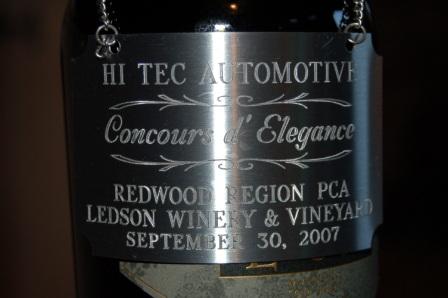 HI TEC AUTOMOTIVE
Concours d'Elegance
REDWOOD REGION PCA
LEDSON WINERY & VINEYARD
SEPTEMBER 30, 2007